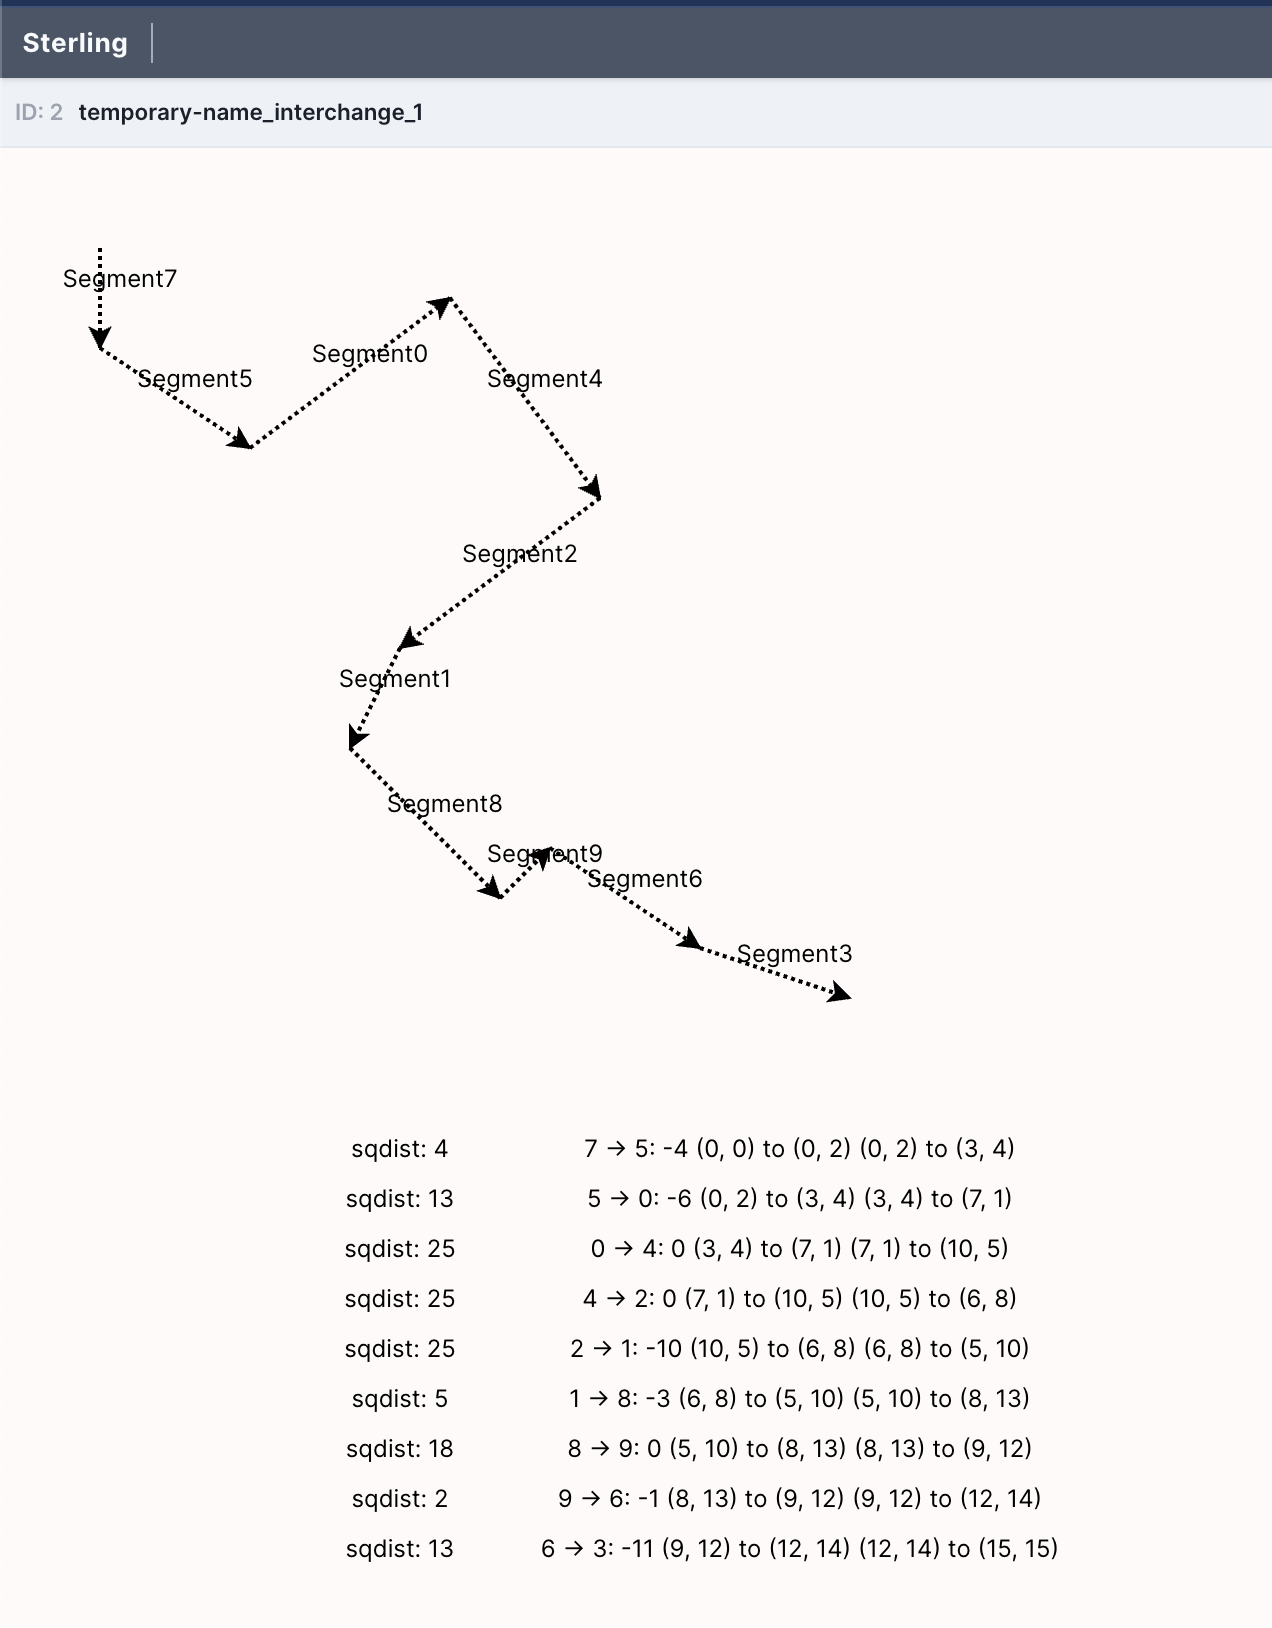 Sterling
ID: 2 temporary-name_interchange_1
Segment7
Segment0
Segment5
Segment4
Segment2
Segment1
Segment8
Segment9
Segment6
Segment3
sqdist: 4 7 → 5: -4 (0, 0) to (0, 2) (0, 2) to (3, 4)
sqdist: 13 5 → 0: -6 (0, 2) to (3, 4) (3, 4) to (7, 1)
sqdist: 25 0 → 4: 0 (3, 4) to (7, 1) (7, 1) to (10, 5)
sqdist: 25 4 → 2: 0 (7, 1) to (10, 5) (10, 5) to (6, 8)
sqdist: 25 2 → 1: -10 (10, 5) to (6, 8) (6, 8) to (5, 10)
sqdist: 5 1 → 8: -3 (6, 8) to (5, 10) (5, 10) to (8, 13)
sqdist: 18 8 → 9: 0 (5, 10) to (8, 13) (8, 13) to (9, 12)
sqdist: 2 9 → 6: -1 (8, 13) to (9, 12) (9, 12) to (12, 14)
sqdist: 13 6 → 3: -11 (9, 12) to (12, 14) (12, 14) to (15, 15)